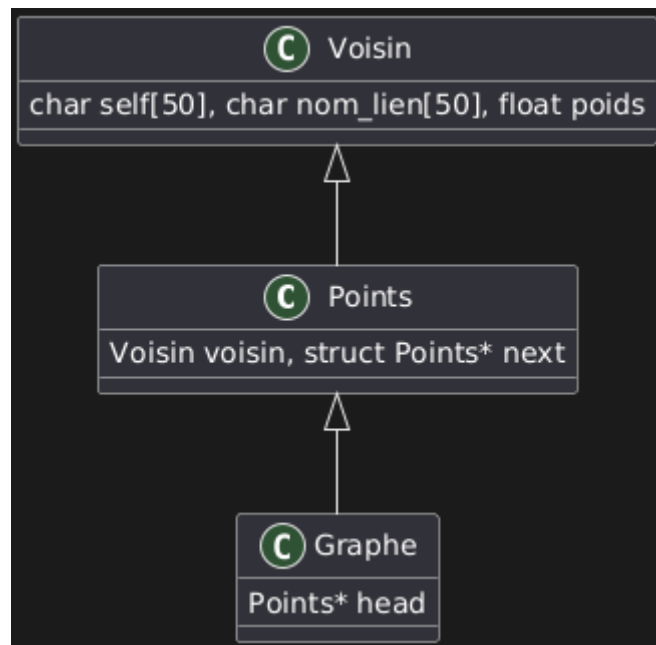 C Voisin
char self[50], char nom_lien[50], float poids
C Points
Voisin voisin, struct Points* next
C Graphe
Points* head